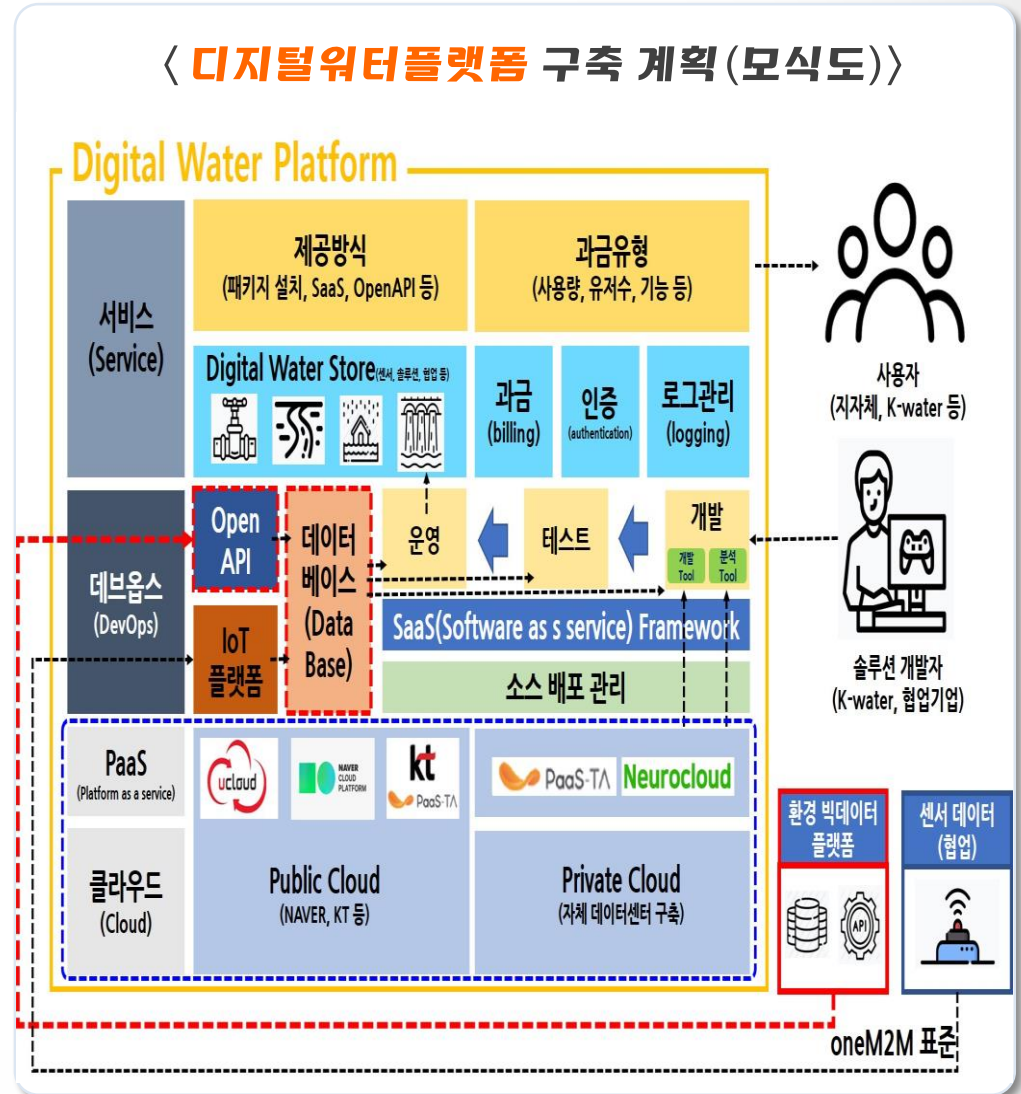 〈 디지털워터플랫폼 구축 계획(모식도)〉
Digital Water Platform
서비스
(Service)
제공방식
(패키지 설치, SaaS, OpenAPI 등)
과금유형
(사용량, 유저수, 기능 등)
Digital Water Store(센서, 솔루션, 협업 등)
과금
(billing)
인증
(authentication)
로그관리
(logging)
사용자
(지자체, K-water 등)
데브옵스
(DevOps)
Open
API
IoT
플랫폼
데이터
베이스
(Data
Base)
운영
테스트
개발
개발
Tool
분석
Tool
SaaS(Software as s service) Framework
소스 배포 관리
솔루션 개발자
(K-water, 협업기업)
PaaS
(Platform as a service)
ucloud
NAVER
CLOUD
PLATFORM
kt
PaaS-TA
PaaS-TA
Neurocloud
클라우드
(Cloud)
Public Cloud
(NAVER, KT 등)
Private Cloud
(자체 데이터센터 구축)
환경 빅데이터
플랫폼
API
센서 데이터
(협업)
oneM2M 표준